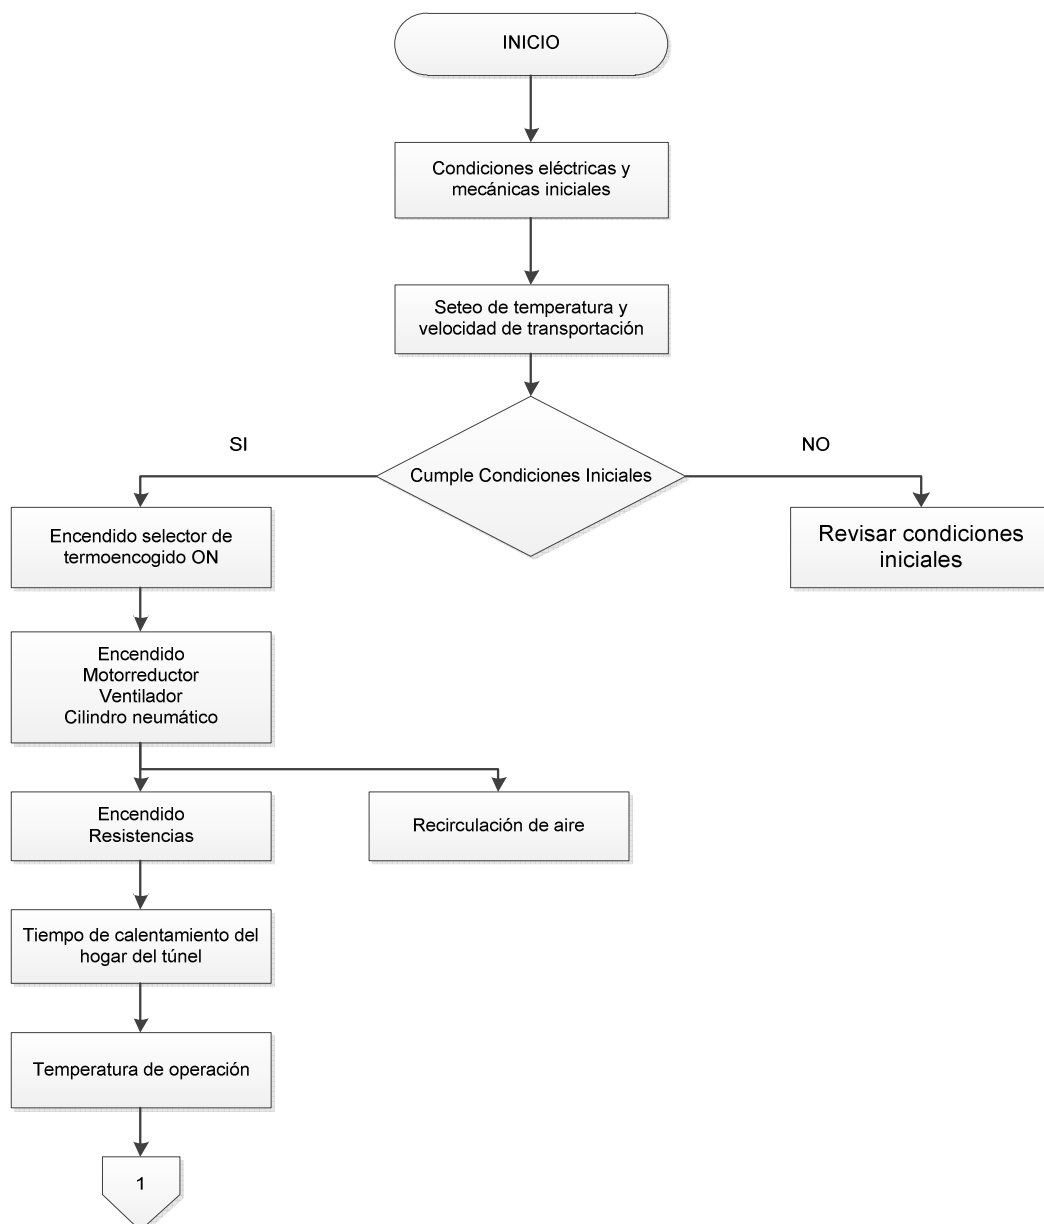 INICIO
Condiciones eléctricas y
mecánicas iniciales
Seteo de temperatura y
velocidad de transportación
SI
NO
Cumple Condiciones Iniciales
Encendido selector de
termoencogido ON
Revisar condiciones
iniciales
Encendido
Motorreductor
Ventilador
Cilindro neumático
Encendido
Resistencias
Recirculación de aire
Tiempo de calentamiento del
hogar del túnel
Temperatura de operación
1